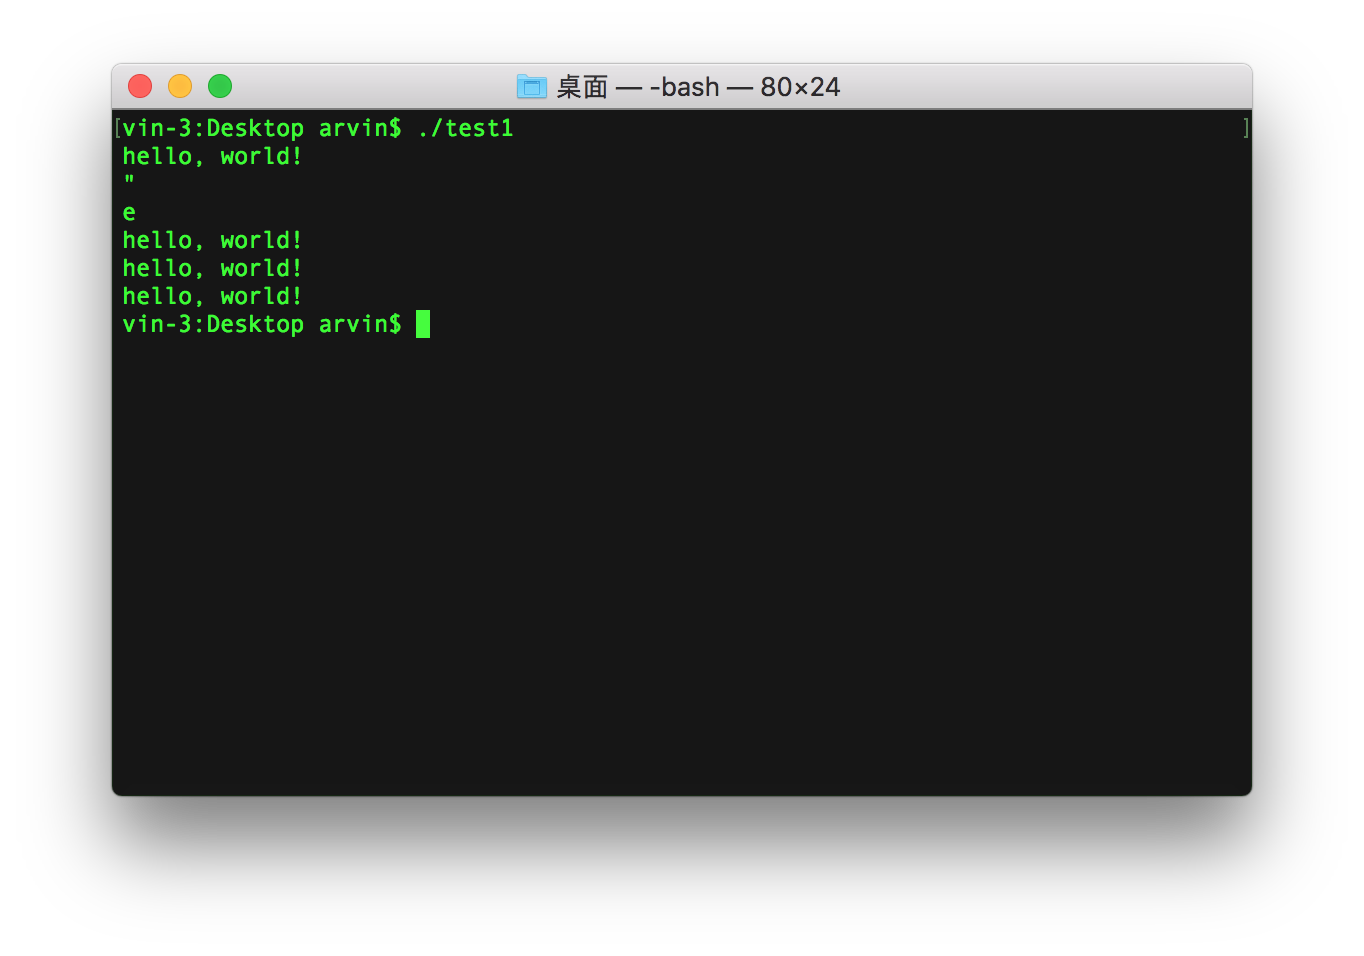 桌面 — -bash — 80×24
[vin-3:Desktop arvin$ ./test1 ]
hello, world!
"
e
hello, world!
hello, world!
hello, world!
vin-3:Desktop arvin$